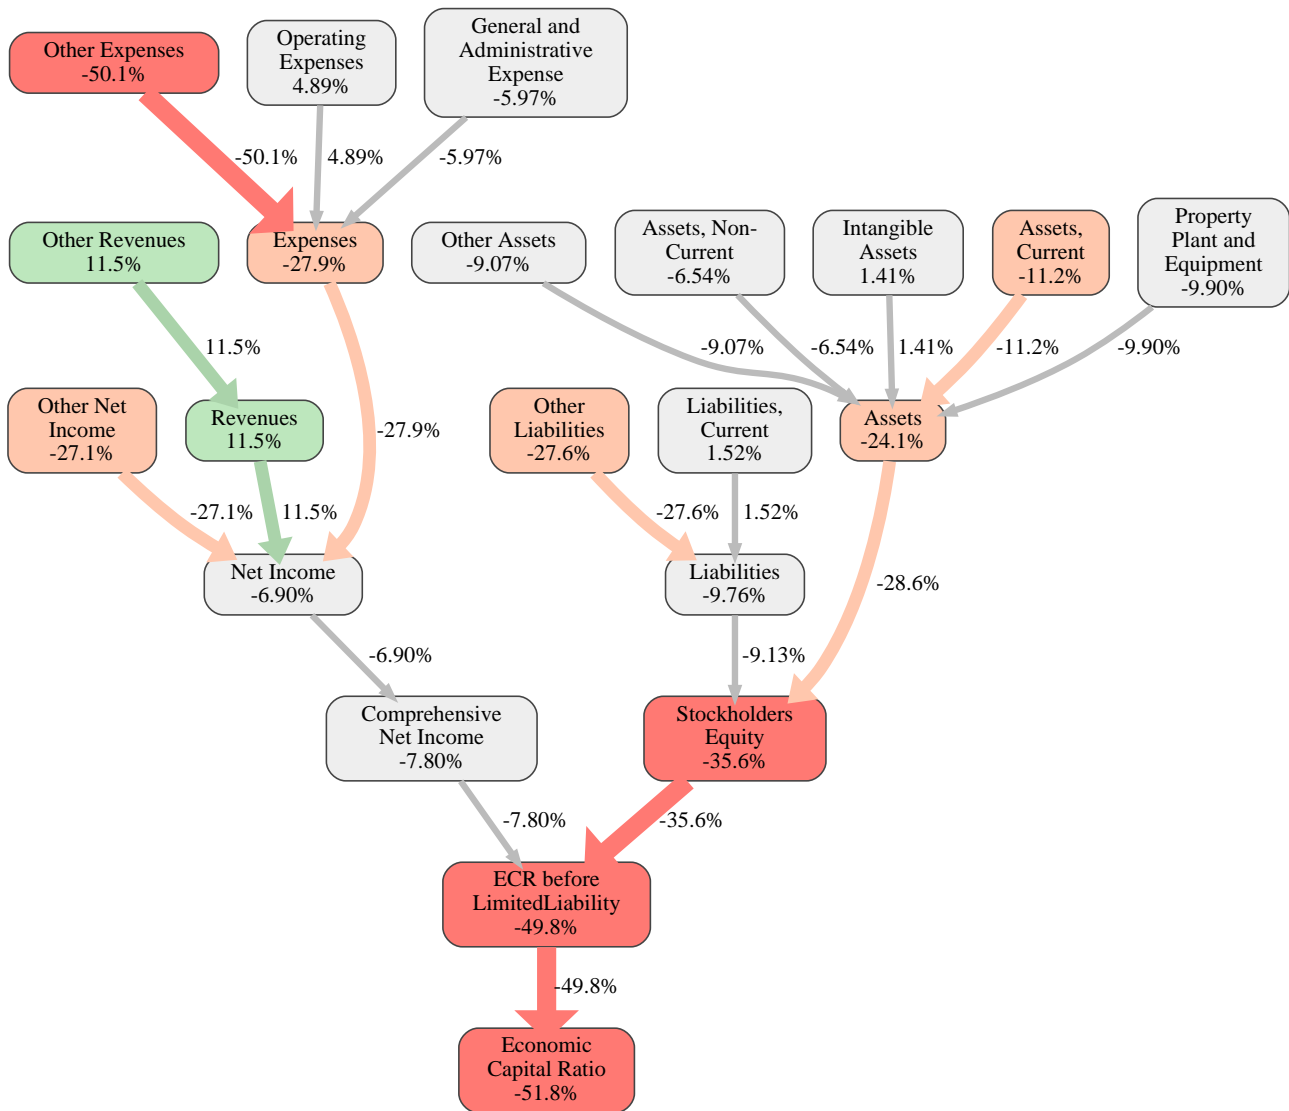 Other Expenses
-50.1%
Operating
Expenses
4.89%
General and
Administrative
Expense
-5.97%
-50.1%
4.89%
-5.97%
Other Revenues
11.5%
Expenses
-27.9%
Other Assets
-9.07%
Assets, Non-
Current
-6.54%
Intangible
Assets
1.41%
Assets,
Current
-11.2%
Property
Plant and
Equipment
-9.90%
11.5%
-9.07%
-6.54%
1.41%
-11.2%
-9.90%
Other Net
Income
-27.1%
Revenues
11.5%
-27.9%
Other
Liabilities
-27.6%
Liabilities,
Current
1.52%
Assets
-24.1%
-27.1%
11.5%
-27.6%
1.52%
Net Income
-6.90%
Liabilities
-9.76%
-28.6%
-6.90%
-9.13%
Comprehensive
Net Income
-7.80%
Stockholders
Equity
-35.6%
-7.80%
-35.6%
ECR before
LimitedLiability
-49.8%
-49.8%
Economic
Capital Ratio
-51.8%